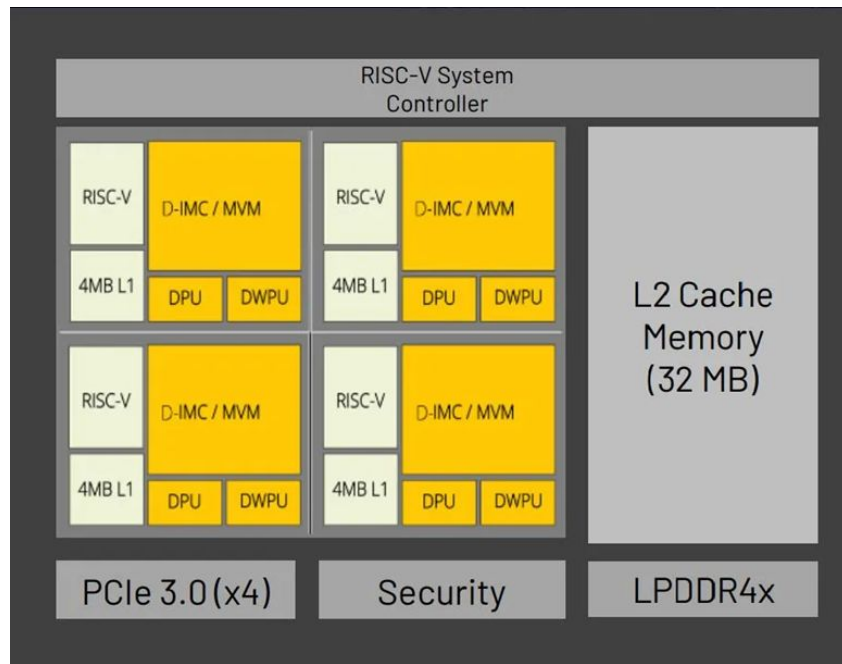 RISC-V System
Controller
RISC-V
D-IMC / MVM
4MB L1
DPU
DWPU
RISC-V
D-IMC / MVM
4MB L1
DPU
DWPU
RISC-V
D-IMC / MVM
4MB L1
DPU
DWPU
RISC-V
D-IMC / MVM
4MB L1
DPU
DWPU
L2 Cache
Memory
(32 MB)
PCIe 3.0 (x4)
Security
LPDDR4x